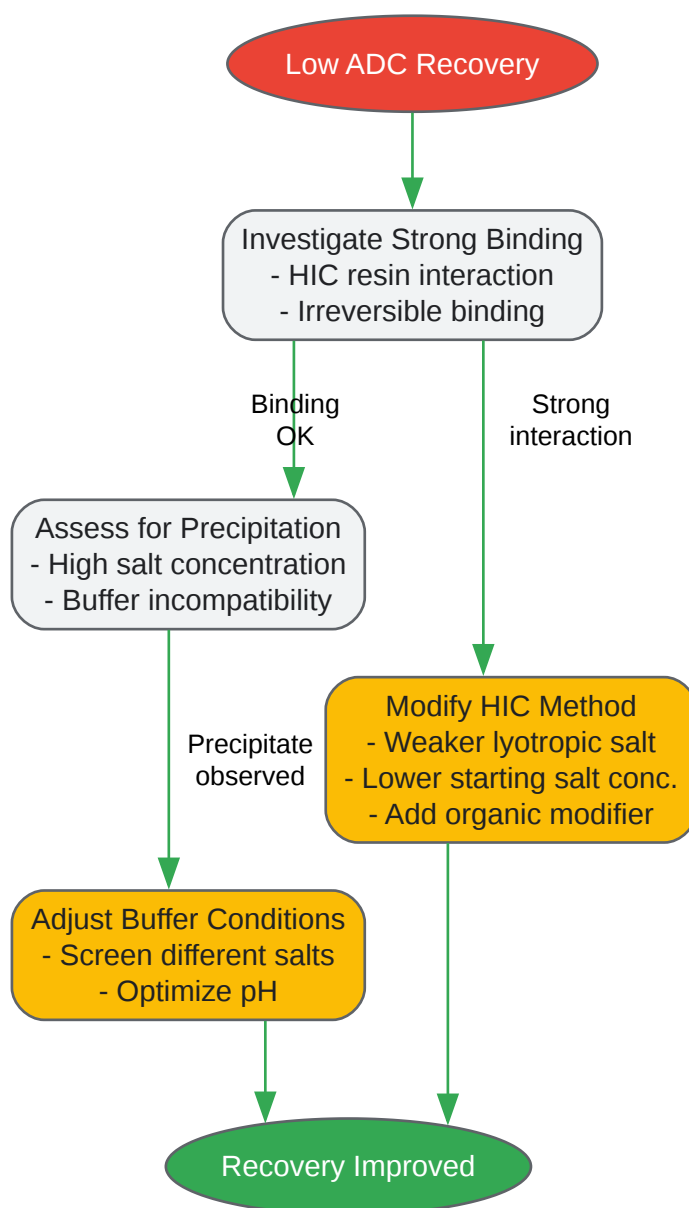 Low ADC Recovery
Investigate Strong Binding
- HIC resin interaction
- Irreversible binding
Binding
OK
Strong
interaction
Assess for Precipitation
- High salt concentration
- Buffer incompatibility
Modify HIC Method
- Weaker lyotropic salt
- Lower starting salt conc.
- Add organic modifier
Precipitate
observed
Adjust Buffer Conditions
- Screen different salts
- Optimize pH
Recovery Improved